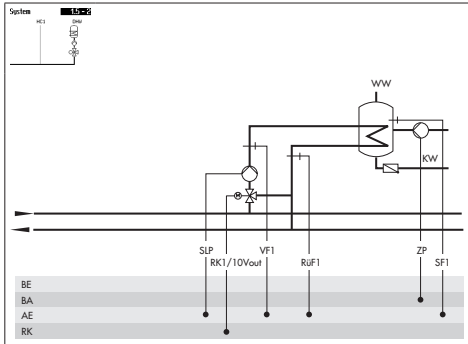 System 1.5 - 2
HC1 DHW
WW
KW
SLP VF1 ZP
RK1/10Vout RüF1 SF1
BE
BA
AE
RK